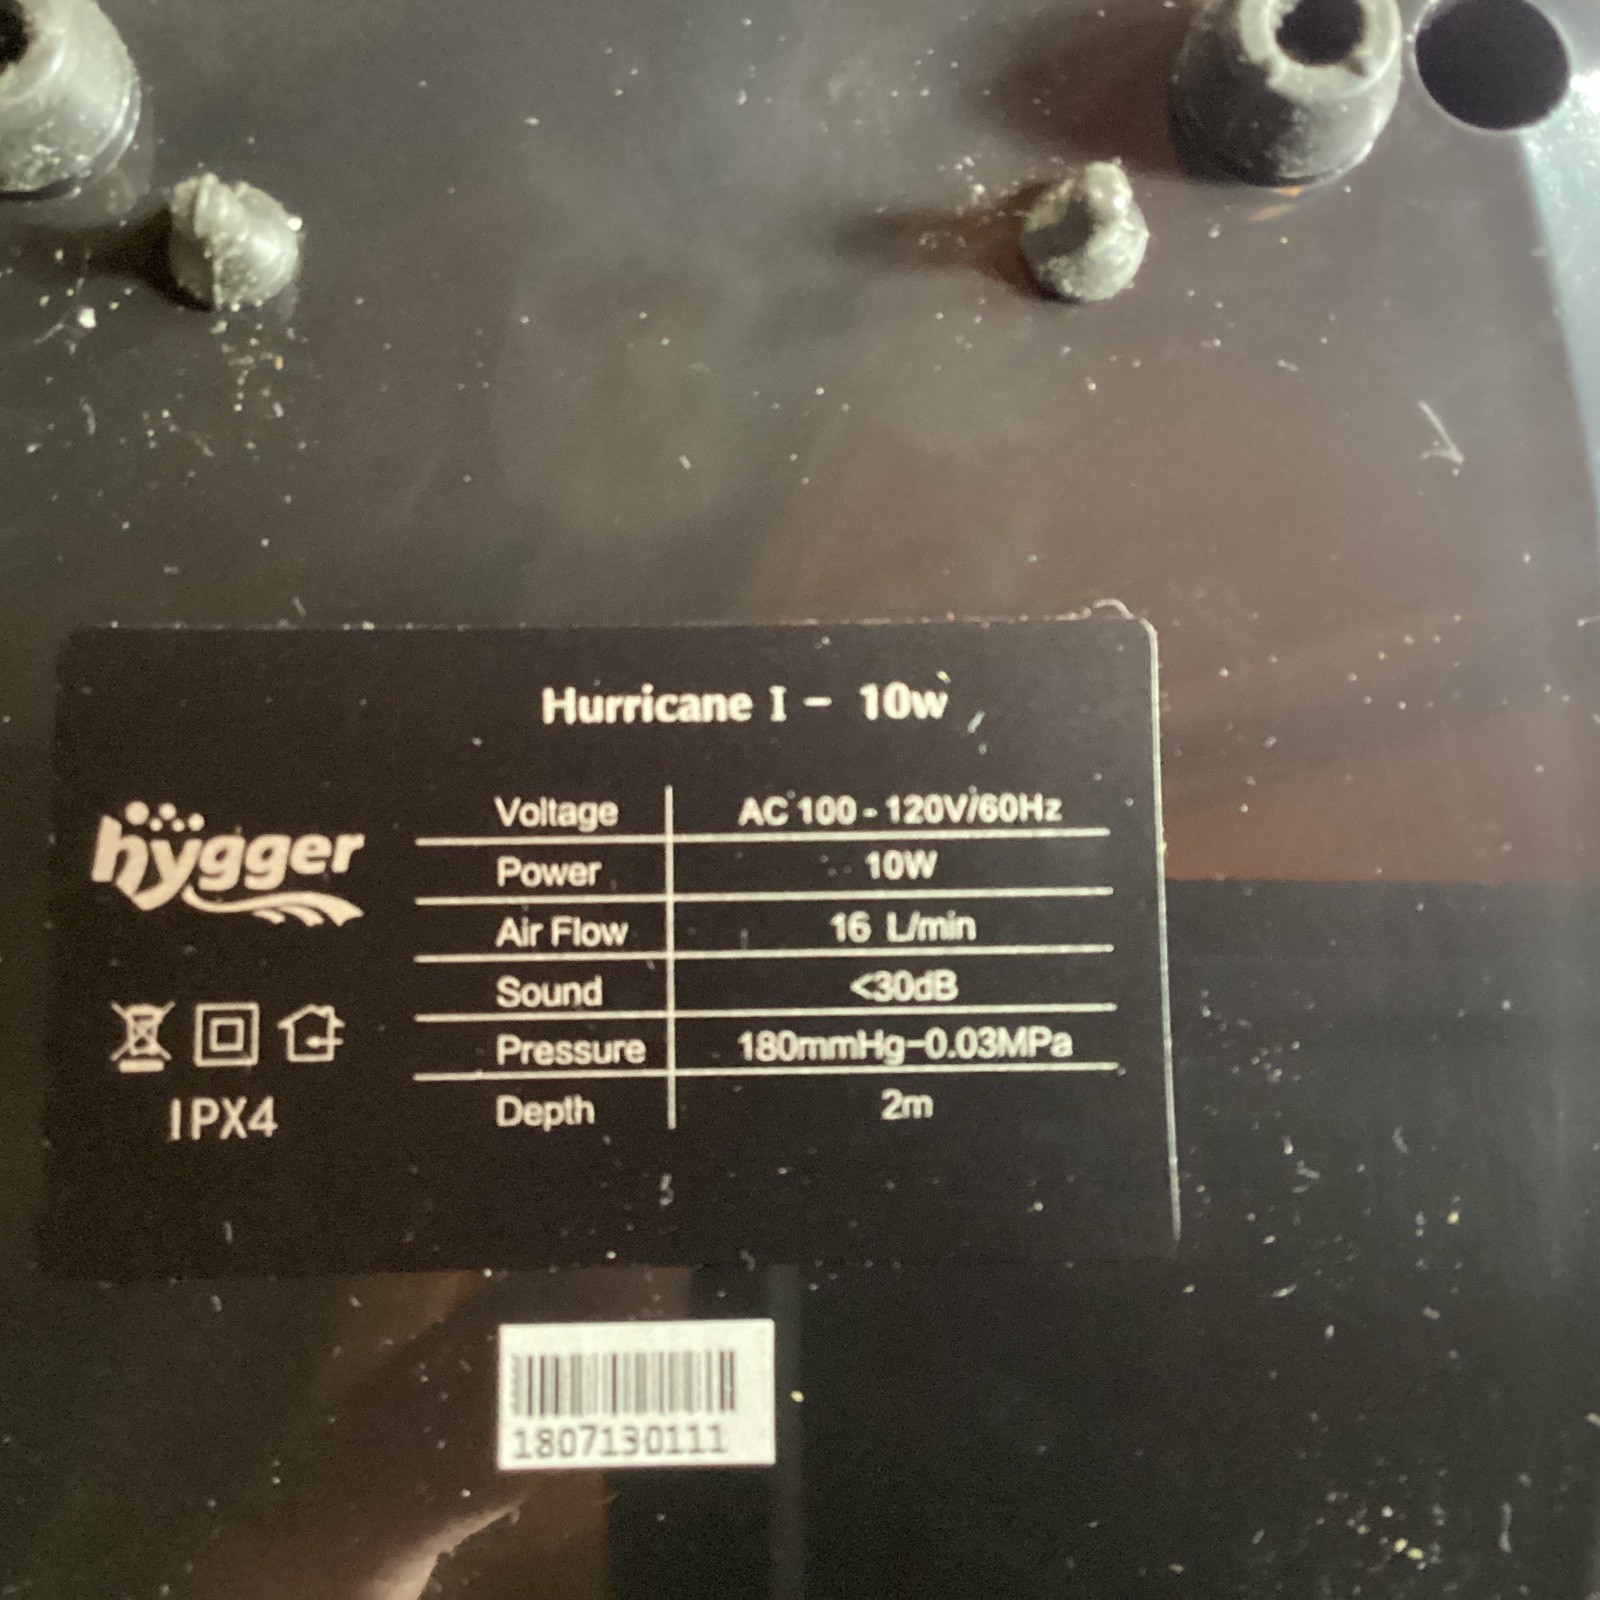 Hurricane I - 10w
hygger
Voltage AC 100 - 120V/60Hz
Power 10W
Air Flow 16 L/min
Sound <30dB
Pressure 180mmHg-0.03MPa
Depth 2m
IPX4
1807130111